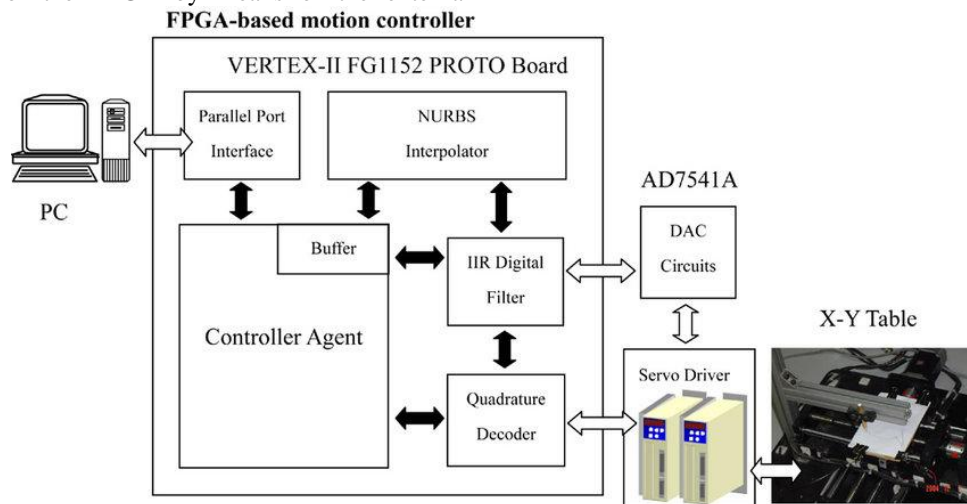 FPGA-based motion controller
VERTEX-II FG1152 PROTO Board
Parallel Port
Interface
NURBS
Interpolator
PC
AD7541A
Buffer
IIR Digital
Filter
DAC
Circuits
Controller Agent
X-Y Table
Servo Driver
Quadrature
Decoder